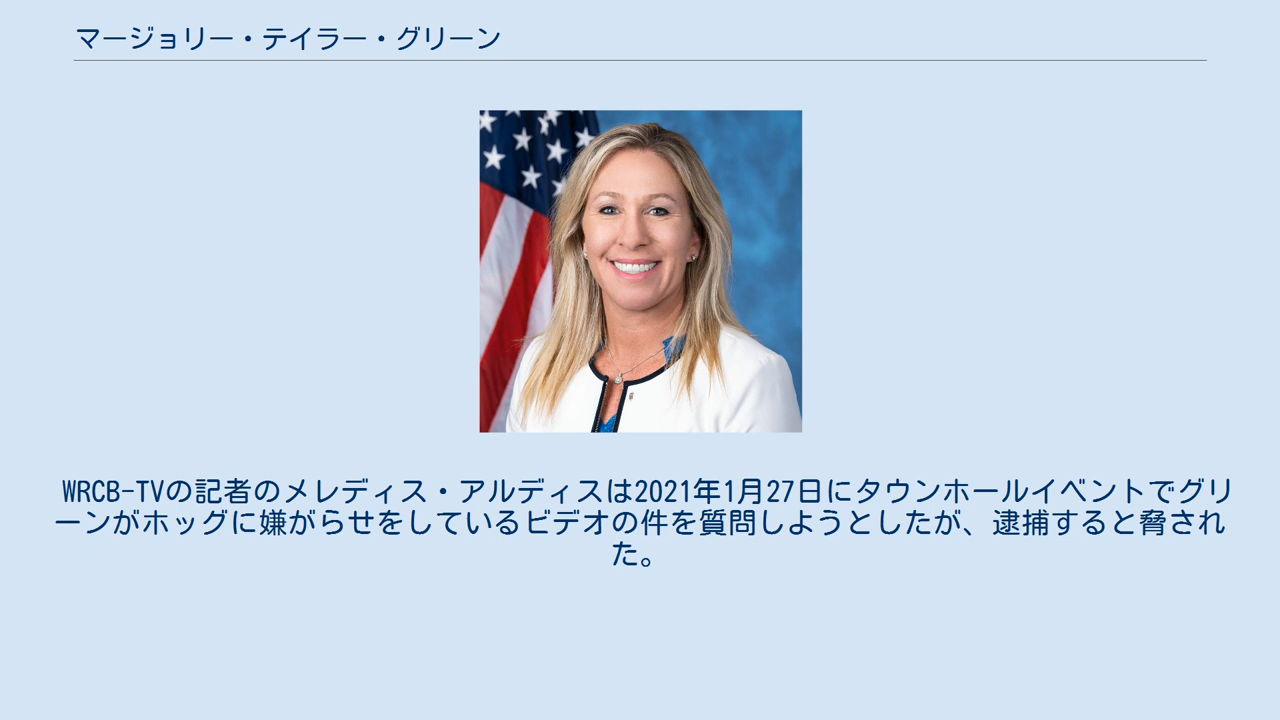 マージョリー・テイラー・グリーン
WRCB-TVの記者のメレディス・アルディスは2021年1月27日にタウンホールイベントでグリ
ーンがホッグに嫌がらせをしているビデオの件を質問しようとしたが、逮捕すると脅され
た。